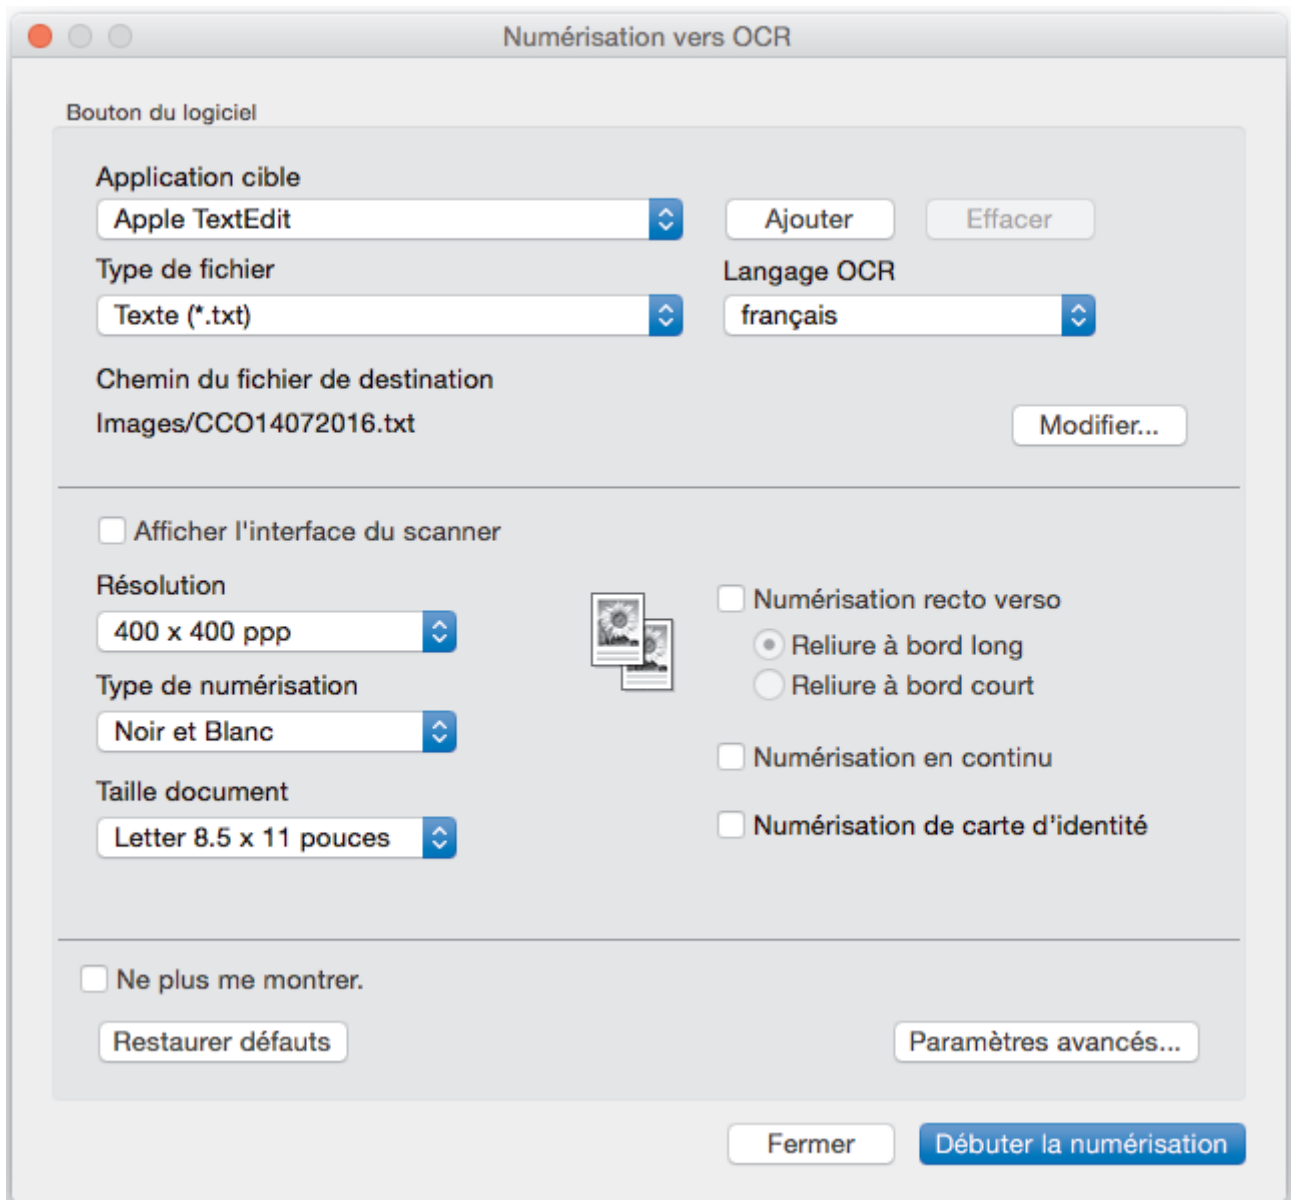 Numérisation vers OCR
Bouton du logiciel
Application cible
Apple TextEdit
Ajouter
Effacer
Type de fichier
Langage OCR
Texte (*.txt)
français
Chemin du fichier de destination
Images/CCO14072016.txt
Modifier...
Afficher l'interface du scanner
Résolution
400 x 400 ppp
Type de numérisation
Noir et Blanc
Taille document
Letter 8.5 x 11 pouces
Numérisation recto verso
Reliure à bord long
Reliure à bord court
Numérisation en continu
Numérisation de carte d'identité
Ne plus me montrer.
Restaurer défauts
Paramètres avancés...
Fermer
Débuter la numérisation